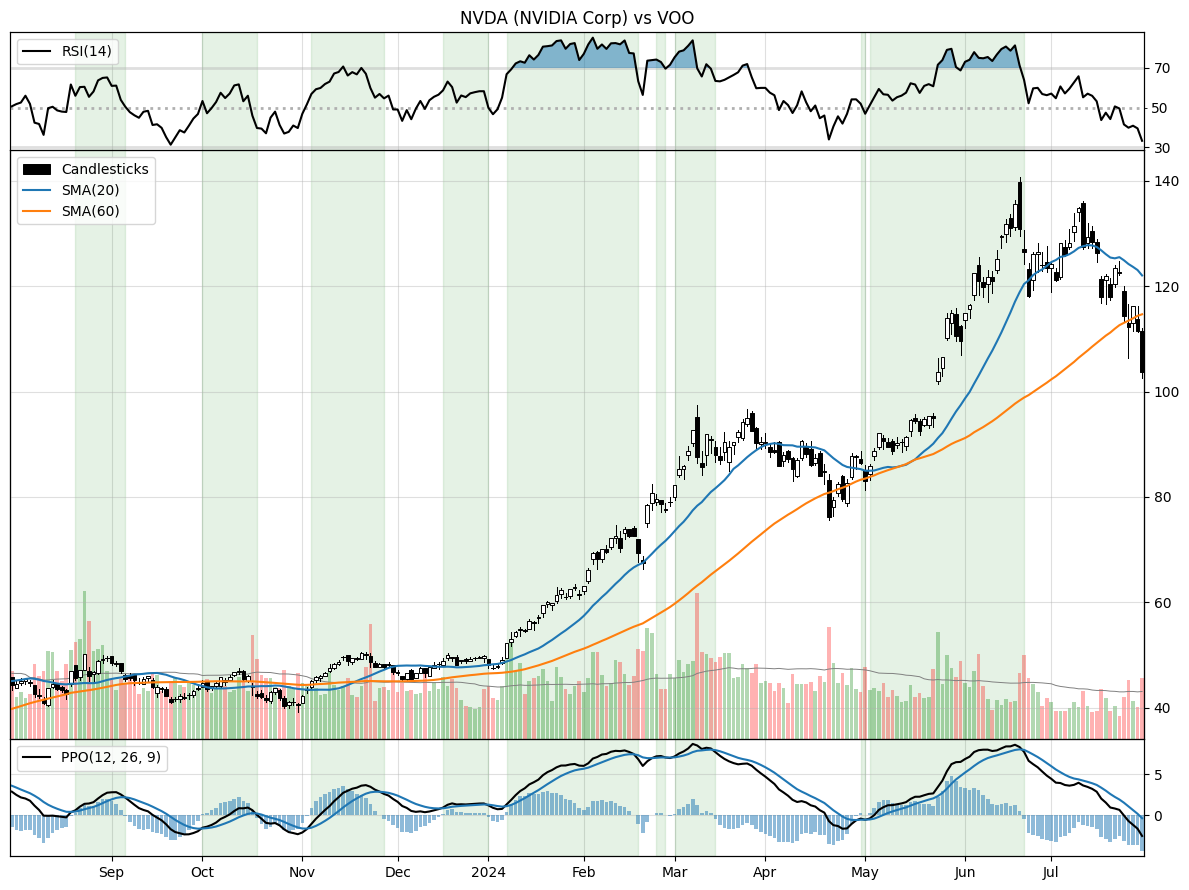 NVDA (NVIDIA Corp) vs VOO
RSI(14)
70
50
30
Candlesticks
SMA(20)
SMA(60)
140
120
100
80
60
40
PPO(12, 26, 9)
5
0
Sep Oct Nov Dec 2024 Feb Mar Apr May Jun Jul